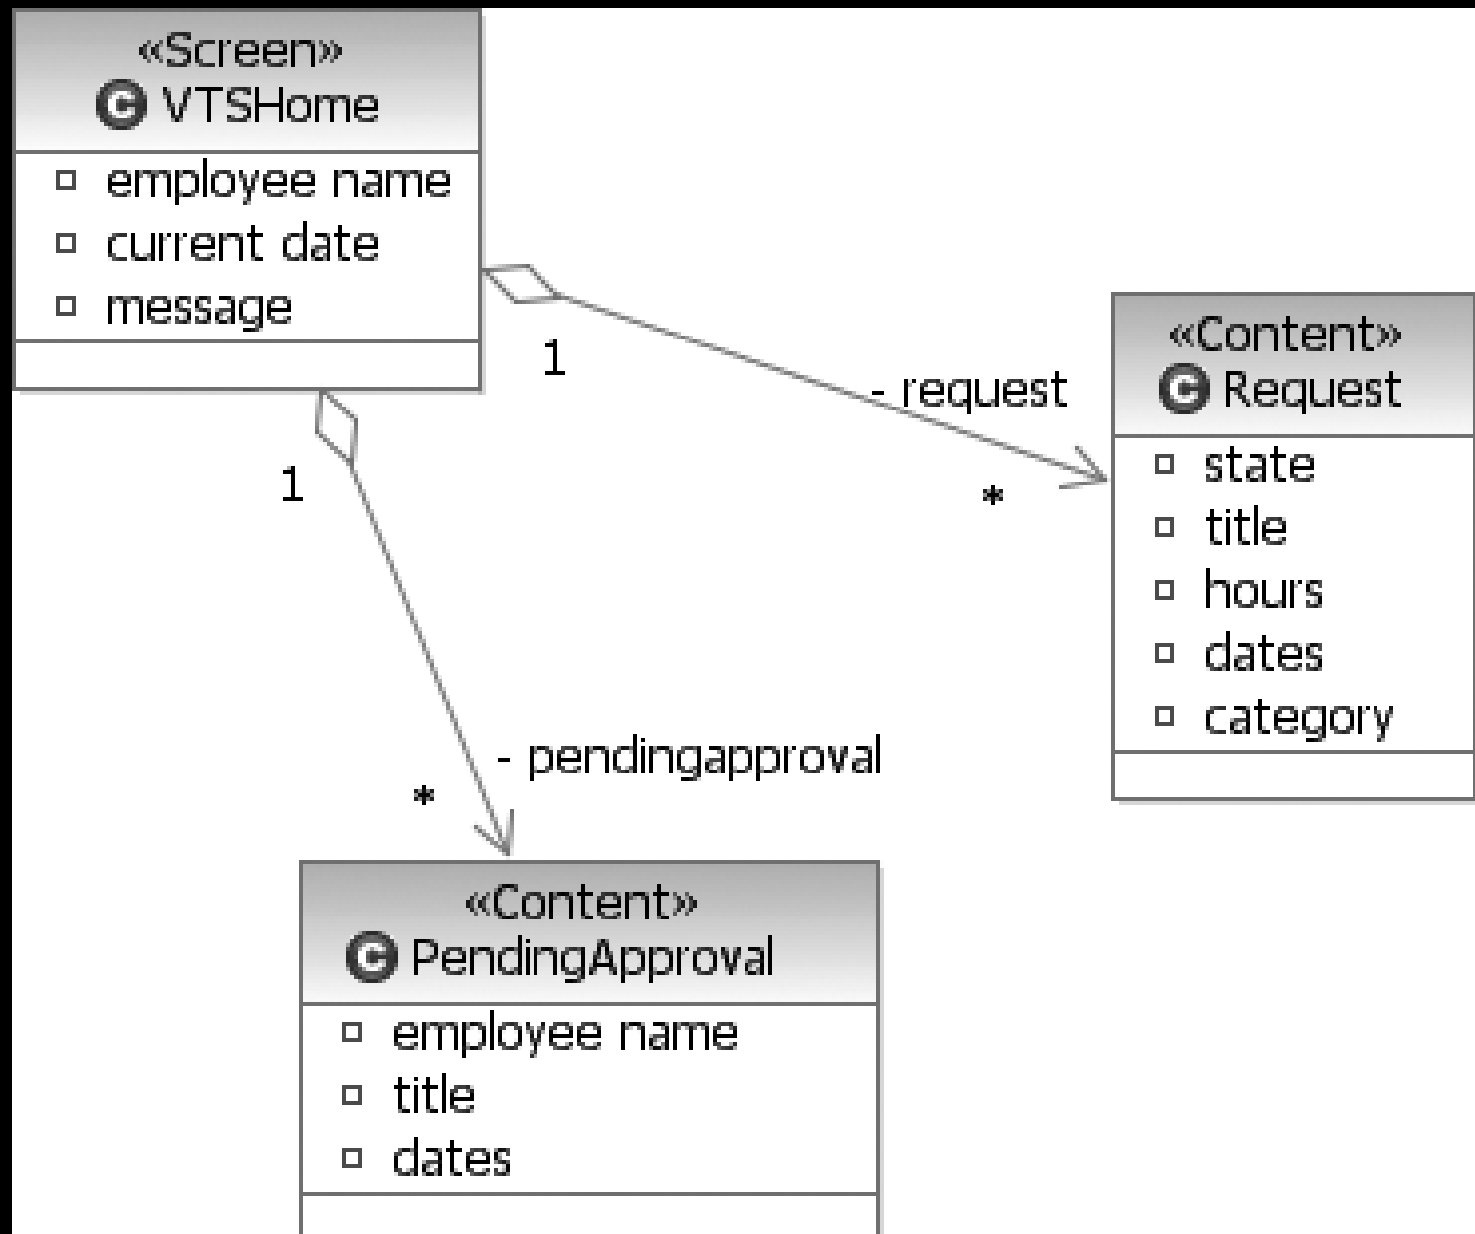 «Screen»
VTSHome
employee name
current date
message
1
- request
*
«Content»
Request
state
title
hours
dates
category
1
- pendingapproval
*
«Content»
PendingApproval
employee name
title
dates